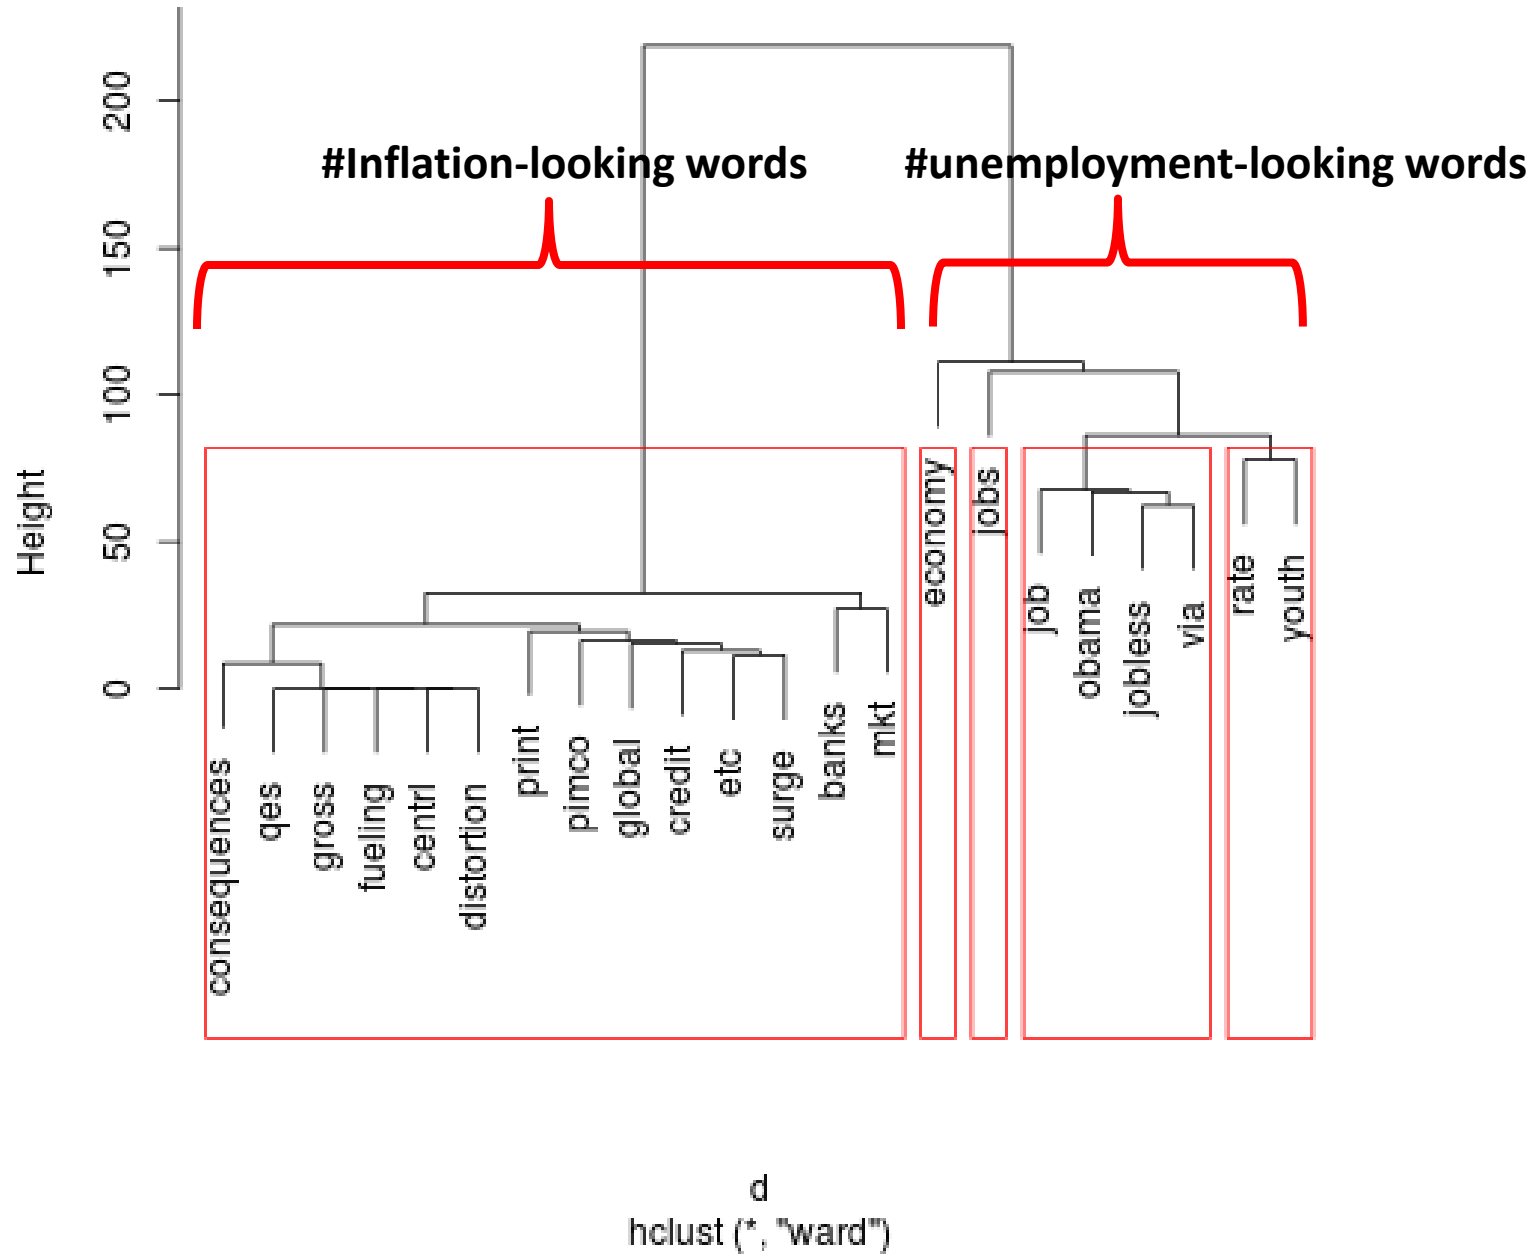 #Inflation-looking words
#unemployment-looking words
Height
200
150
100
50
0
consequences
qes
gross
fueling
centrl
distortion
print
pimco
global
credit
etc
surge
banks
mkt
economy
jobs
job
obama
jobless
via
rate
youth
d
hclust (*, "ward")